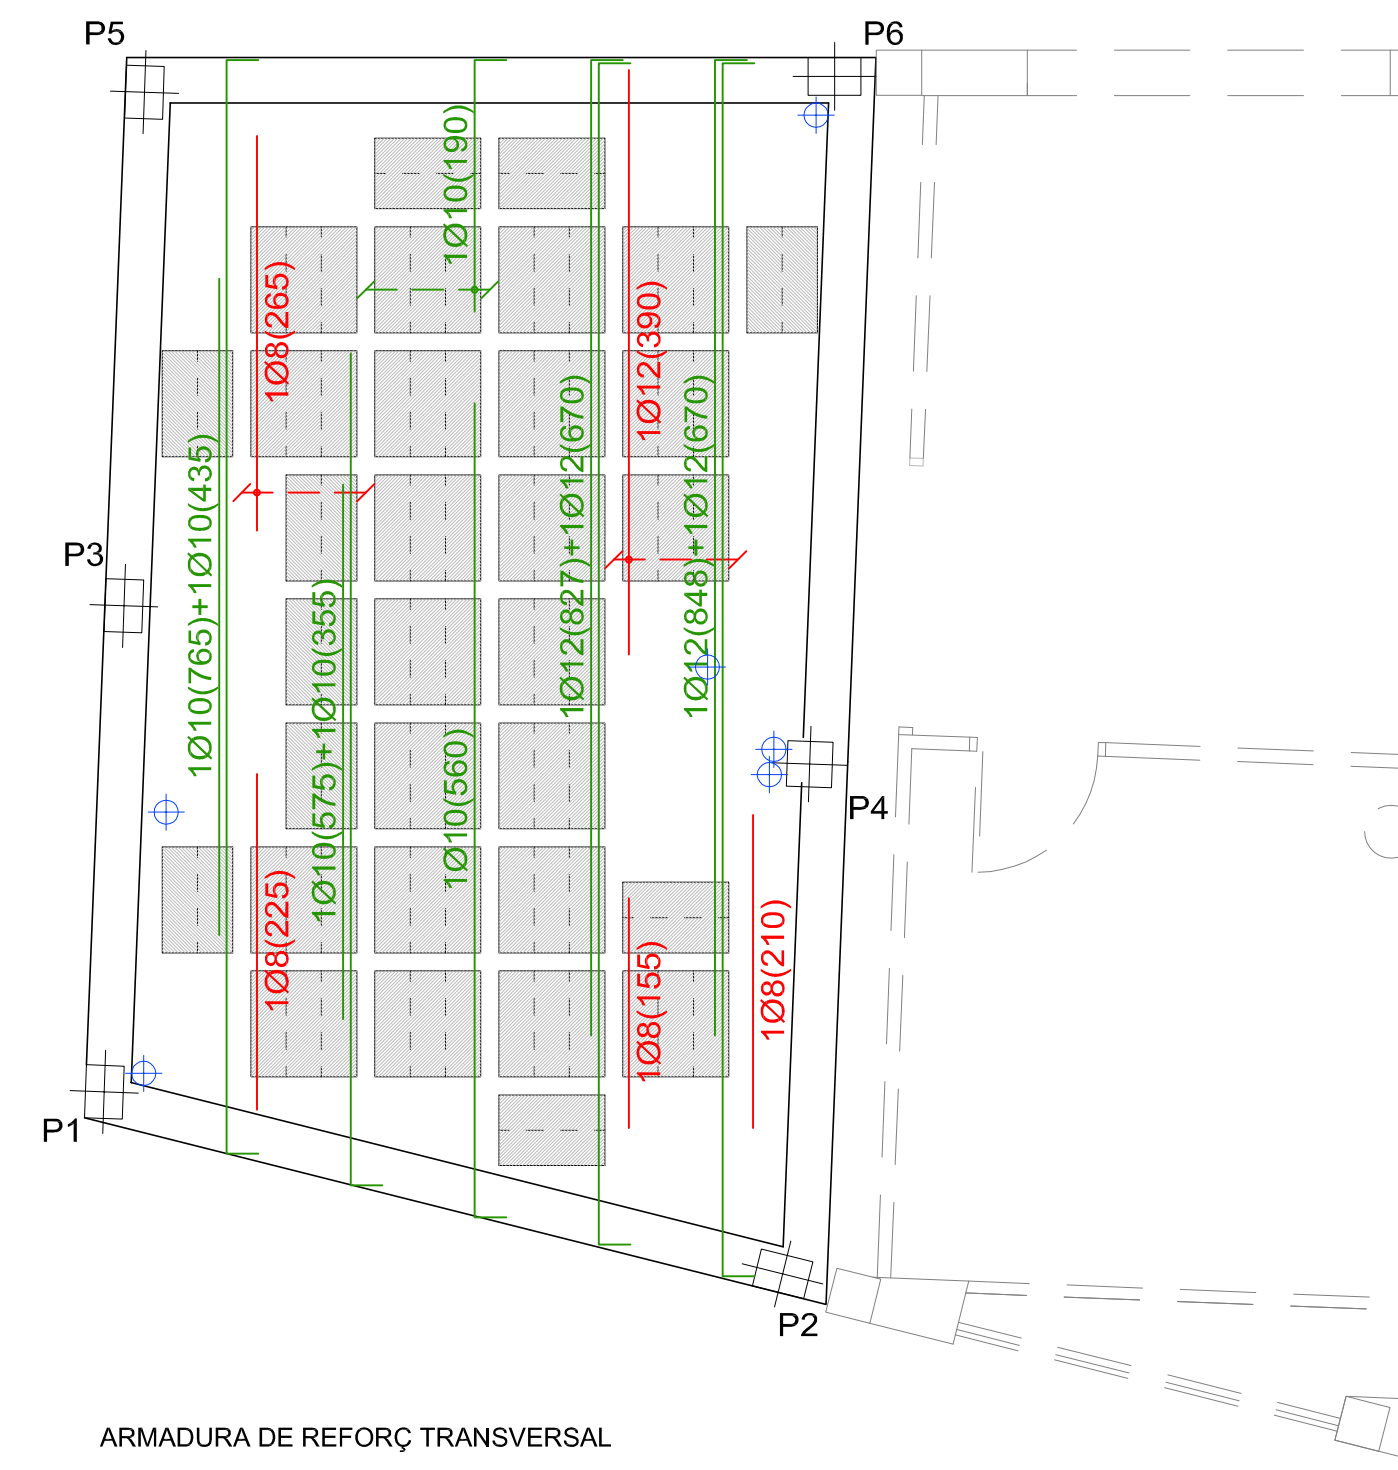 P5
P6
1Ø10(190)
1Ø8(265)
1Ø12(390)
1Ø10(765)+1Ø10(435)
1Ø12(827)+1Ø12(670)
1Ø12(848)+1Ø12(670)
P3
1Ø10(575)+1Ø10(355)
1Ø10(560)
P4
1Ø8(225)
1Ø8(155)
1Ø8(210)
P1
P2
ARMADURA DE REFORÇ TRANSVERSAL